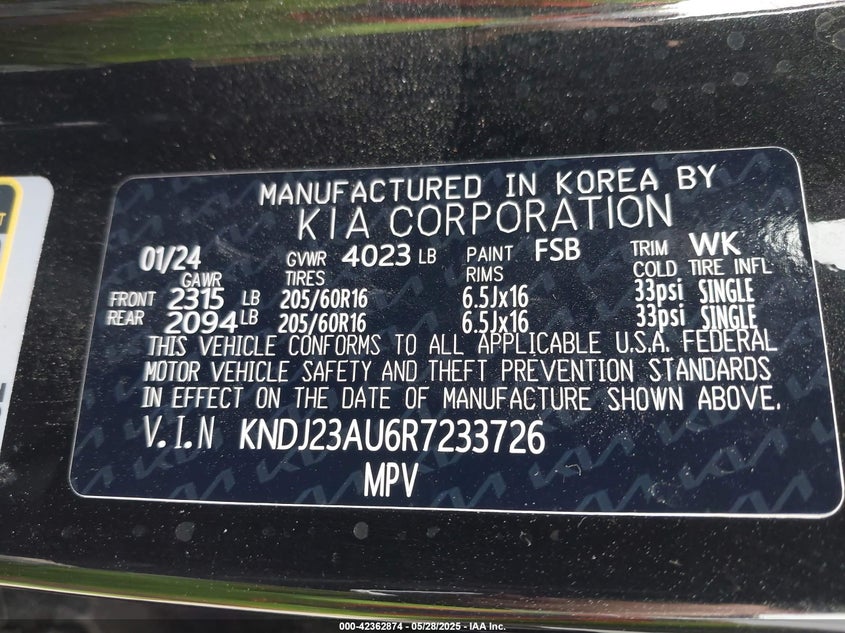 MANUFACTURED IN KOREA BY
KIA CORPORATION
01/24 GVWR 4023 LB PAINT FSB TRIM WK
GAWR TIRES RIMS COLD TIRE INFL
FRONT 2315 LB 205/60R16 6.5Jx16 33psi SINGLE
REAR 2094 LB 205/60R16 6.5Jx16 33psi SINGLE
THIS VEHICLE CONFORMS TO ALL APPLICABLE U.S.A. FEDERAL
MOTOR VEHICLE SAFETY AND THEFT PREVENTION STANDARDS
IN EFFECT ON THE DATE OF MANUFACTURE SHOWN ABOVE.
V.I.N KNDJ23AU6R7233726
MPV
000-42362874 - 05/28/2025 - IAA Inc.